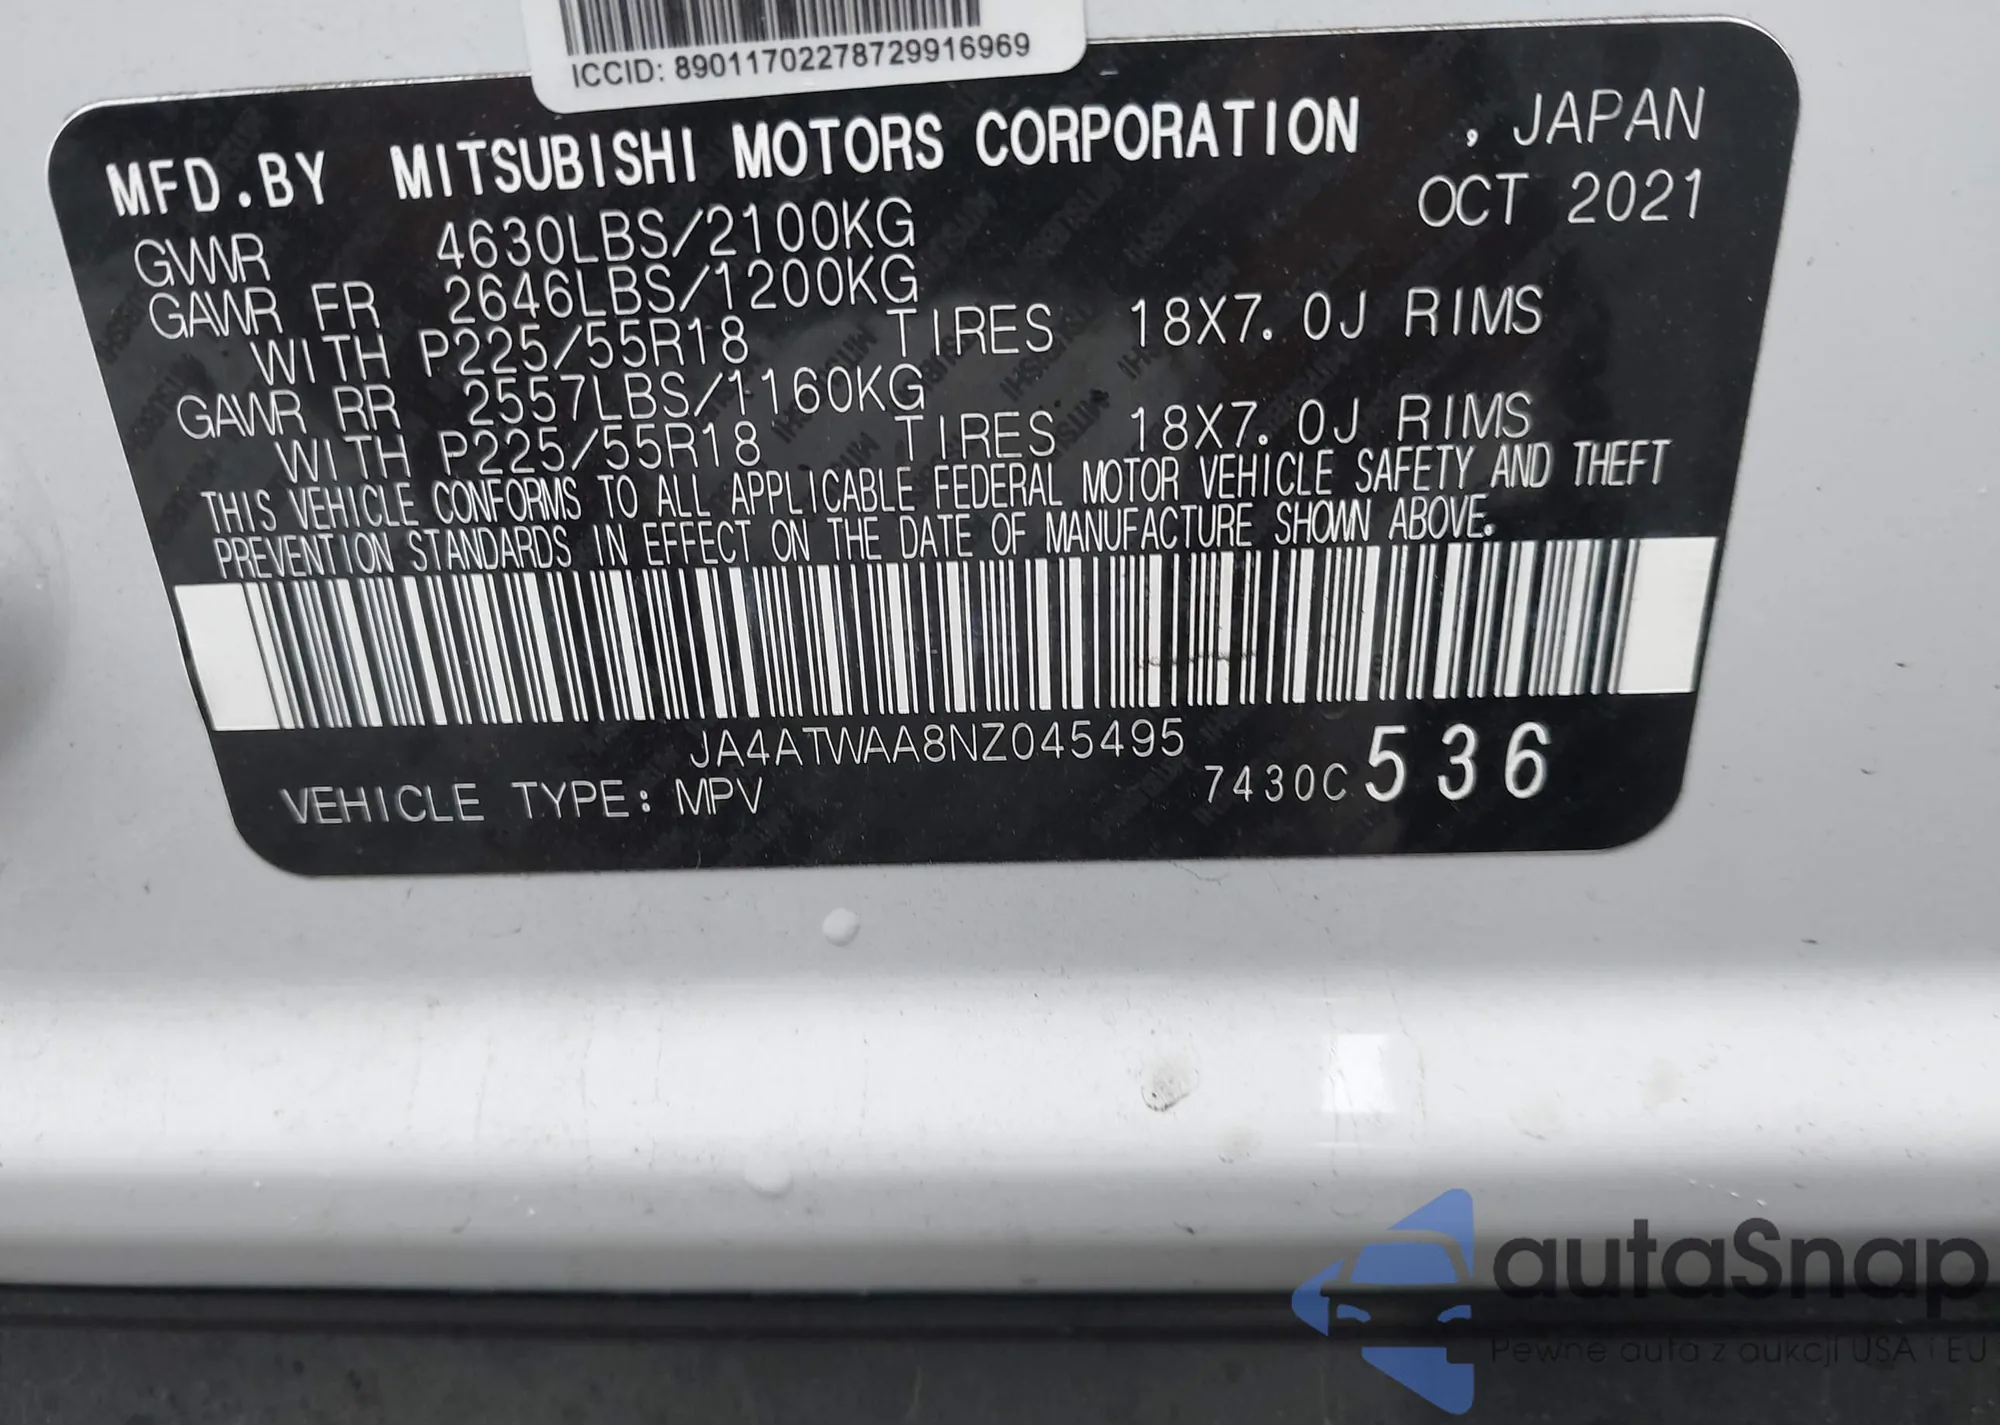 ICCID: 89011702278729916969
MFD.BY MITSUBISHI MOTORS CORPORATION , JAPAN
OCT 2021
GVWR 4630LBS/2100KG
GAWR FR 2646LBS/1200KG
WITH P225/55R18 TIRES 18X7.0J RIMS
GAWR RR 2557LBS/1160KG
WITH P225/55R18 TIRES 18X7.0J RIMS
THIS VEHICLE CONFORMS TO ALL APPLICABLE FEDERAL MOTOR VEHICLE SAFETY AND THEFT
PREVENTION STANDARDS IN EFFECT ON THE DATE OF MANUFACTURE SHOWN ABOVE.
JA4ATWAA8NZ045495
VEHICLE TYPE: MPV 7430C 536
autoSnap
Pewne auta z aukcji USA i EU